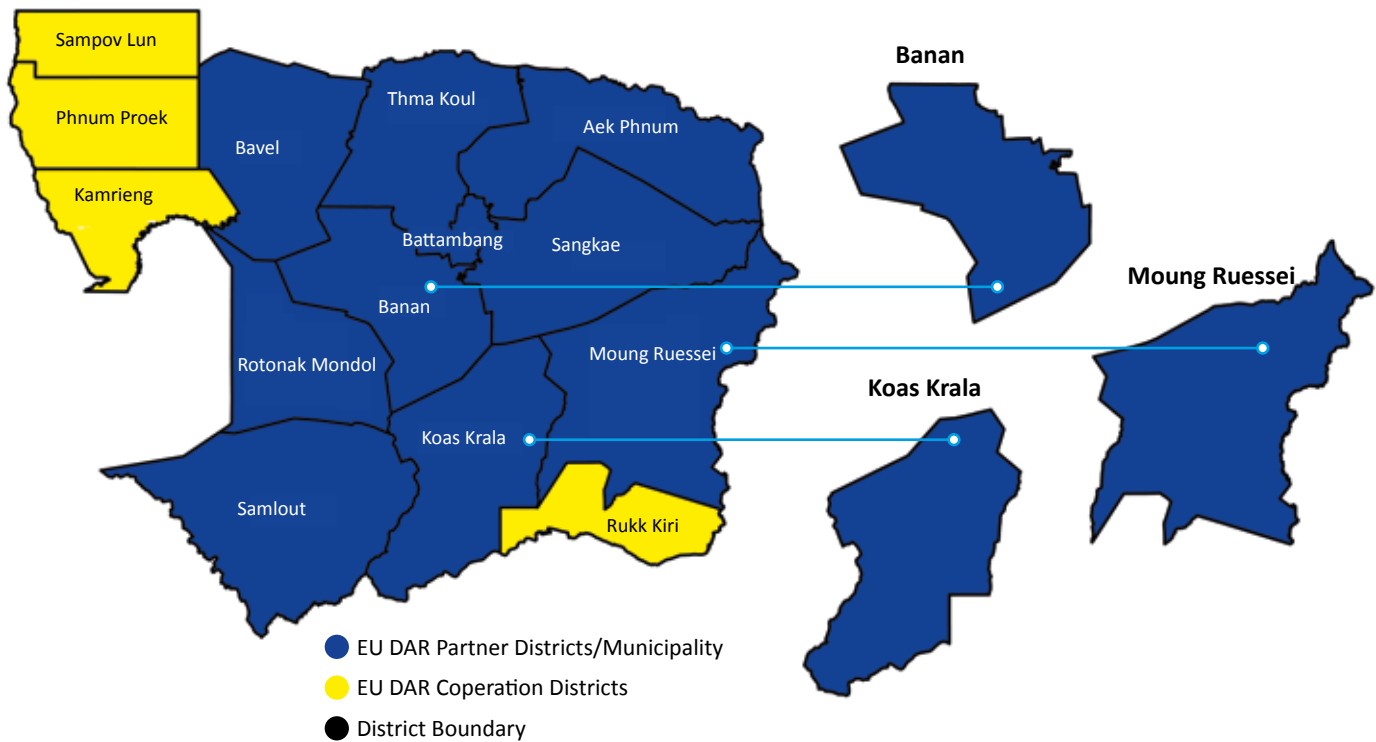 Sampov Lun
Phnum Proek
Kamrieng
Bavel
Thma Koul
Aek Phnum
Battambang
Sangkae
Banan
Rotonak Mondol
Moung Ruessei
Koas Krala
Samlout
Rukk Kiri
Banan
Moung Ruessei
Koas Krala
EU DAR Partner Districts/Municipality
EU DAR Coperation Districts
District Boundary